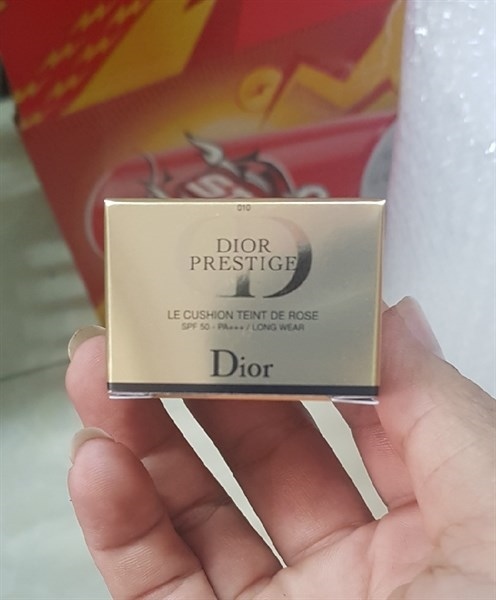 010
DIOR
PRESTIGE
LE CUSHION TEINT DE ROSE
SPF 50 - PA+++ / LONG WEAR
Dior